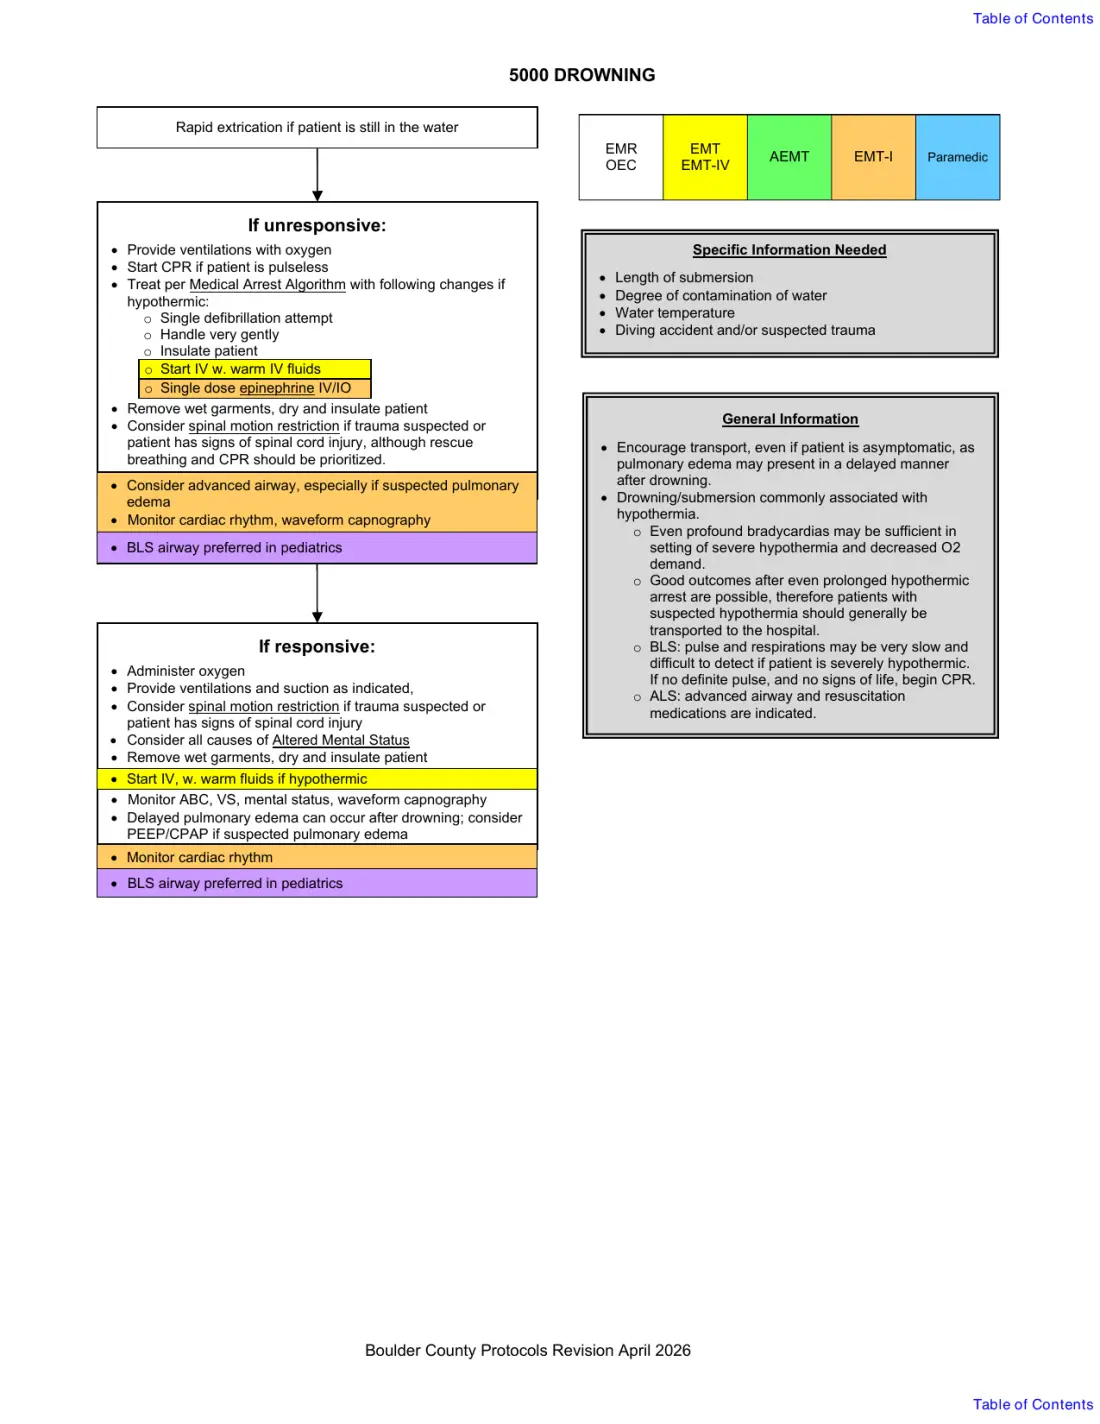 Table of Contents
5000 DROWNING
Rapid extrication if patient is still in the water
If unresponsive:
• Provide ventilations with oxygen
• Start CPR if patient is pulseless
• Treat per Medical Arrest Algorithm with following changes if
hypothermic:
o Single defibrillation attempt
o Handle very gently
o Insulate patient
o Start IV w. warm IV fluids
o Single dose epinephrine IV/IO
• Remove wet garments, dry and insulate patient
• Consider spinal motion restriction if trauma suspected or
patient has signs of spinal cord injury, although rescue
breathing and CPR should be prioritized.
• Consider advanced airway, especially if suspected pulmonary
edema
• Monitor cardiac rhythm, waveform capnography
• BLS airway preferred in pediatrics
If responsive:
• Administer oxygen
• Provide ventilations and suction as indicated,
• Consider spinal motion restriction if trauma suspected or
patient has signs of spinal cord injury
• Consider all causes of Altered Mental Status
• Remove wet garments, dry and insulate patient
• Start IV, w. warm fluids if hypothermic
• Monitor ABC, VS, mental status, waveform capnography
• Delayed pulmonary edema can occur after drowning; consider
PEEP/CPAP if suspected pulmonary edema
• Monitor cardiac rhythm
• BLS airway preferred in pediatrics
EMR
OEC
EMT
EMT-IV
AEMT
EMT-I
Paramedic
Specific Information Needed
• Length of submersion
• Degree of contamination of water
• Water temperature
• Diving accident and/or suspected trauma
General Information
• Encourage transport, even if patient is asymptomatic, as
pulmonary edema may present in a delayed manner
after drowning.
• Drowning/submersion commonly associated with
hypothermia.
o Even profound bradycardias may be sufficient in
setting of severe hypothermia and decreased O2
demand.
o Good outcomes after even prolonged hypothermic
arrest are possible, therefore patients with
suspected hypothermia should generally be
transported to the hospital.
o BLS: pulse and respirations may be very slow and
difficult to detect if patient is severely hypothermic.
If no definite pulse, and no signs of life, begin CPR.
o ALS: advanced airway and resuscitation
medications are indicated.
Boulder County Protocols Revision April 2026
Table of Contents